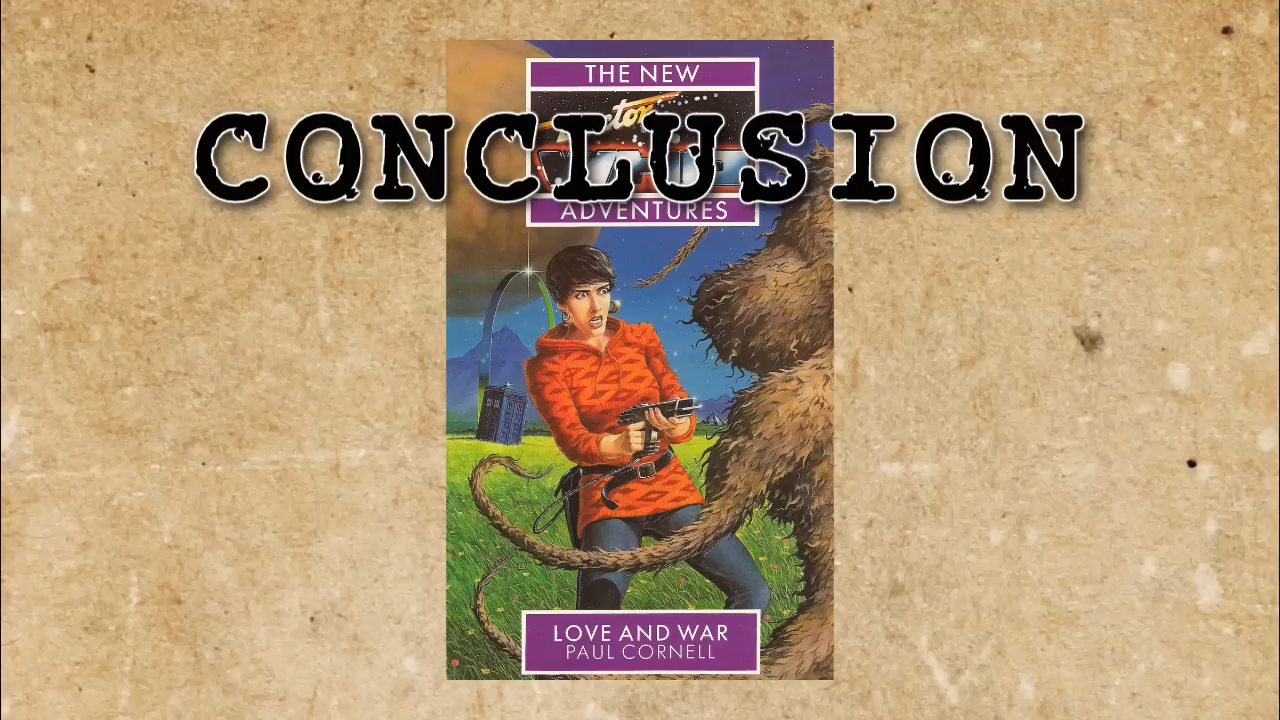 THE NEW
CONCLUSION
ADVENTURES
LOVE AND WAR
PAUL CORNELL